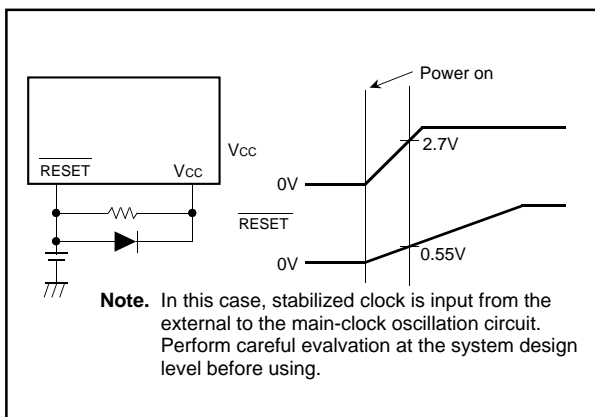 Power on
VCC
2.7V
RESET VCC
0V
RESET
0.55V
0V
Note. In this case, stabilized clock is input from the
external to the main-clock oscillation circuit.
Perform careful evalvation at the system design
level before using.